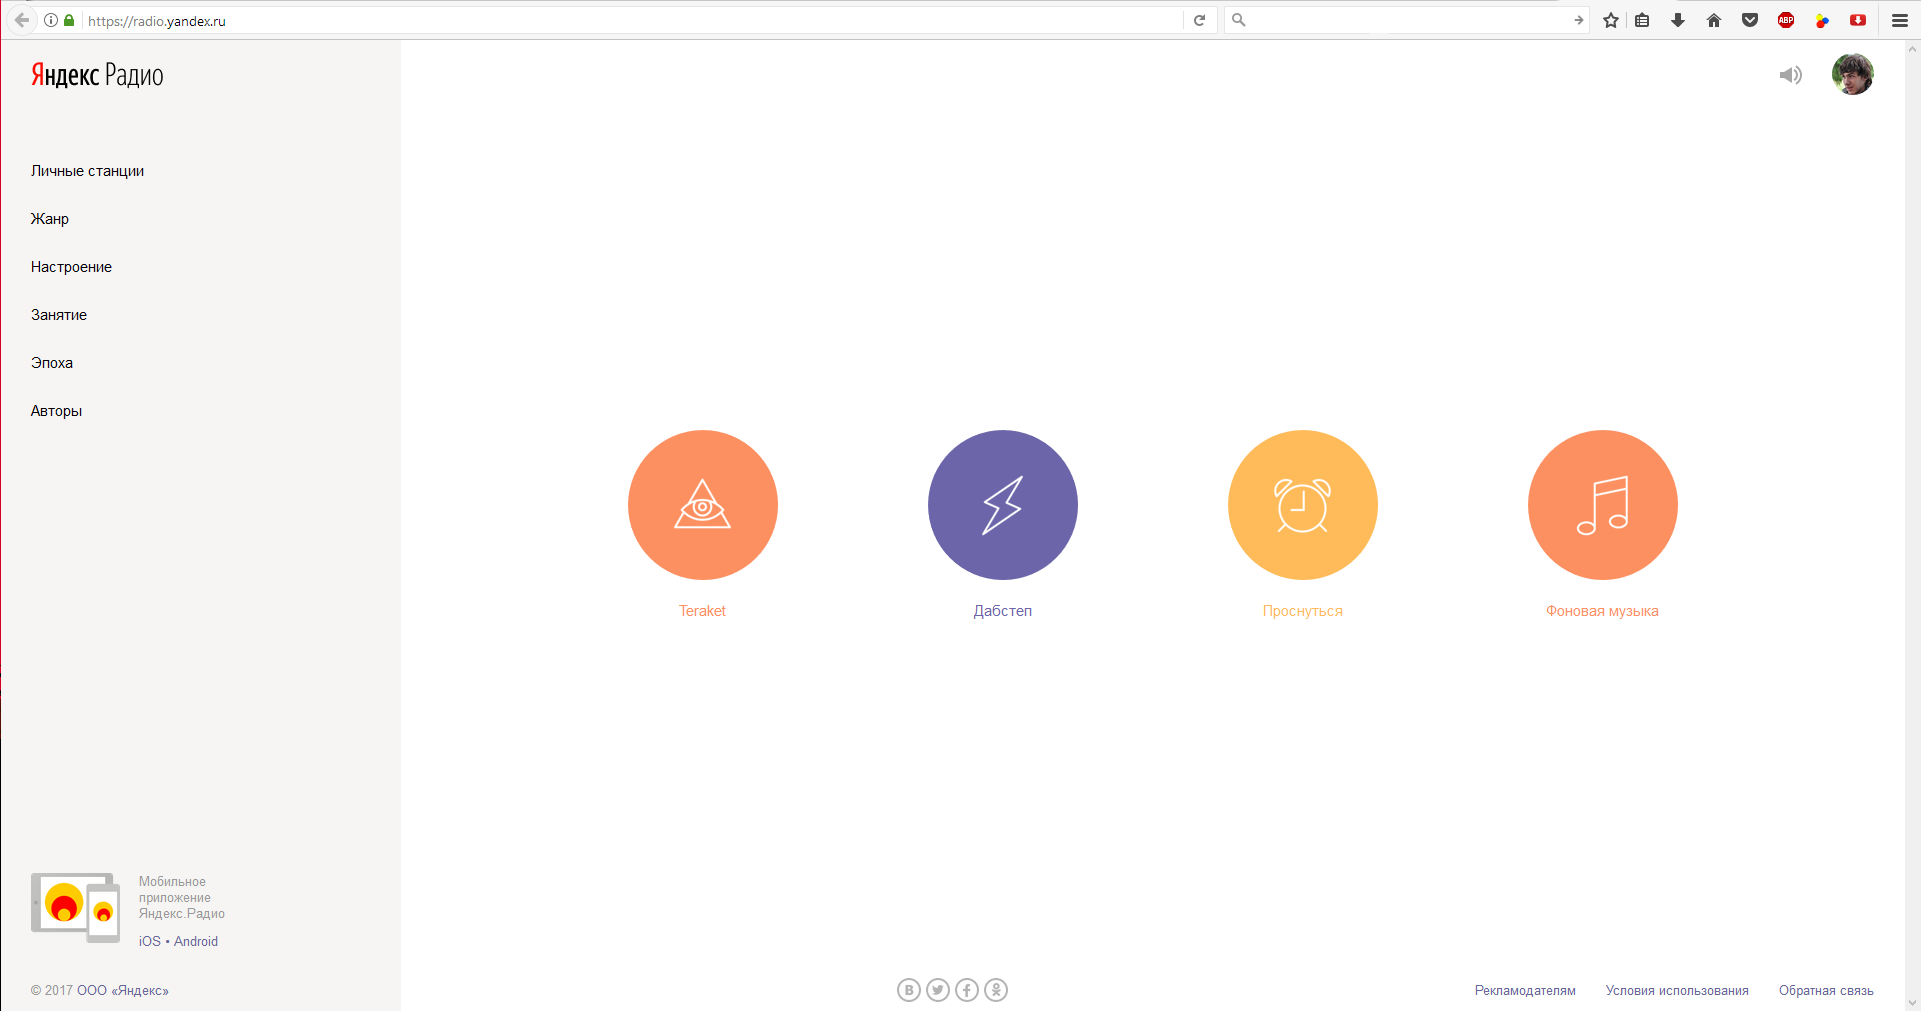 https://radio.yandex.ru
ABP
Яндекс Радио
Личные станции
Жанр
Настроение
Занятие
Эпоха
Авторы
Teraket
Дабстеп
Проснуться
Фоновая музыка
Мобильное
приложение
Яндекс.Радио
iOS • Android
© 2017 ООО «Яндекс»
Рекламодателям
Условия использования
Обратная связь